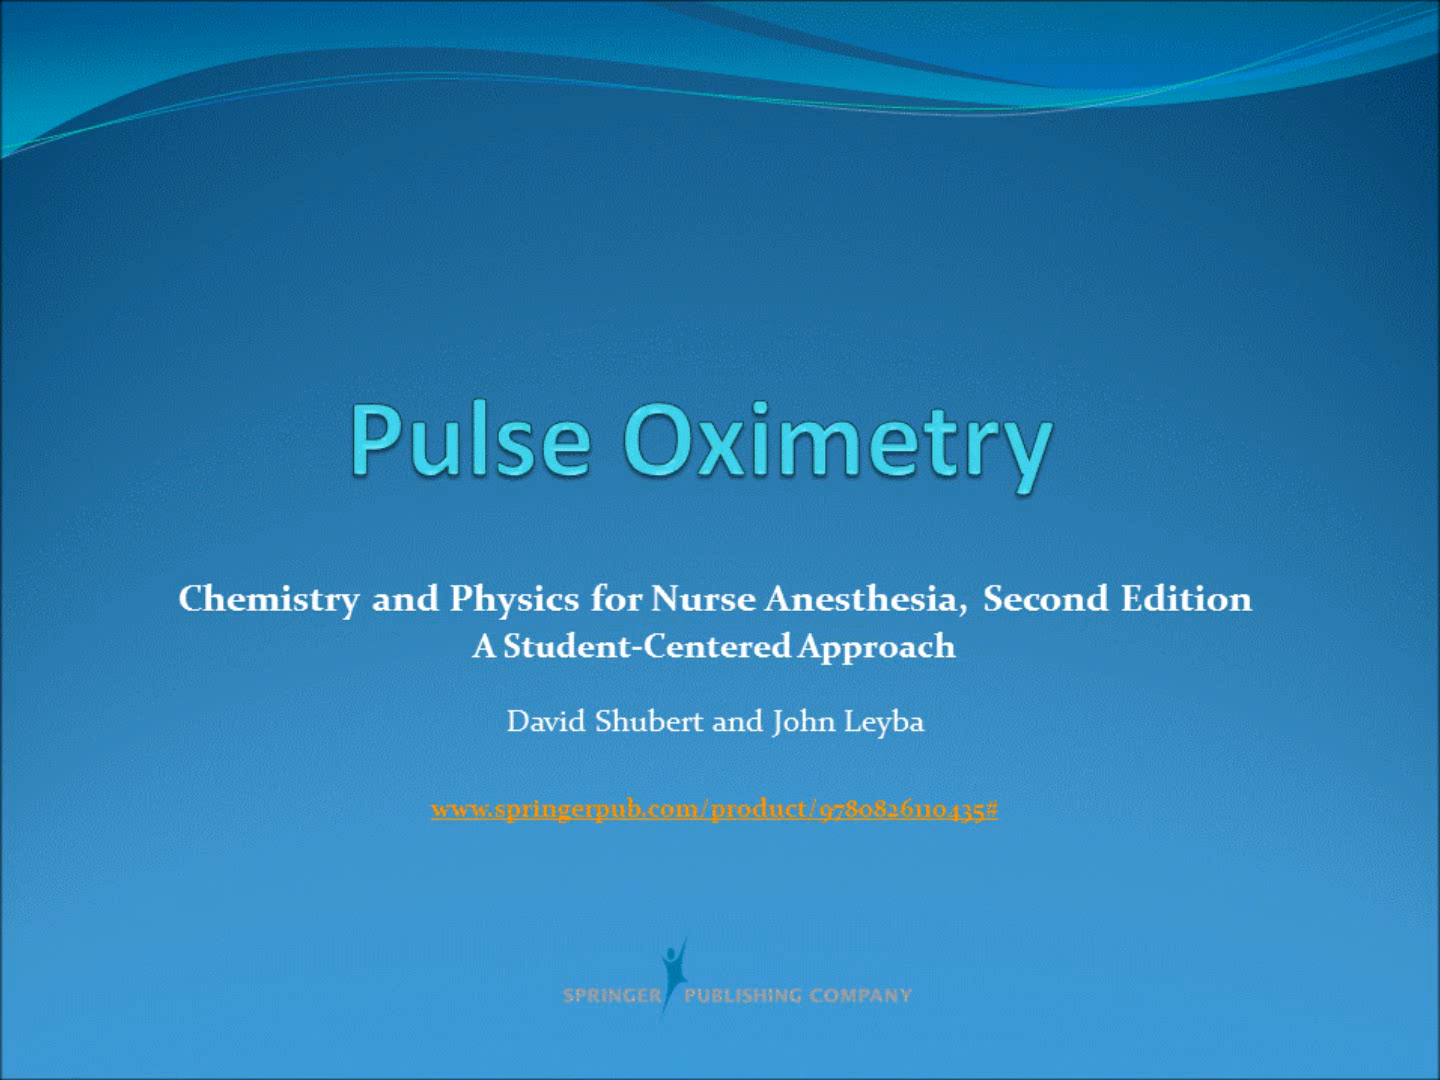 Pulse Oximetry
Chemistry and Physics for Nurse Anesthesia, Second Edition
A Student-Centered Approach
David Shubert and John Leyba
www.springerpub.com/product/9780826110435#
SPRINGER PUBLISHING COMPANY